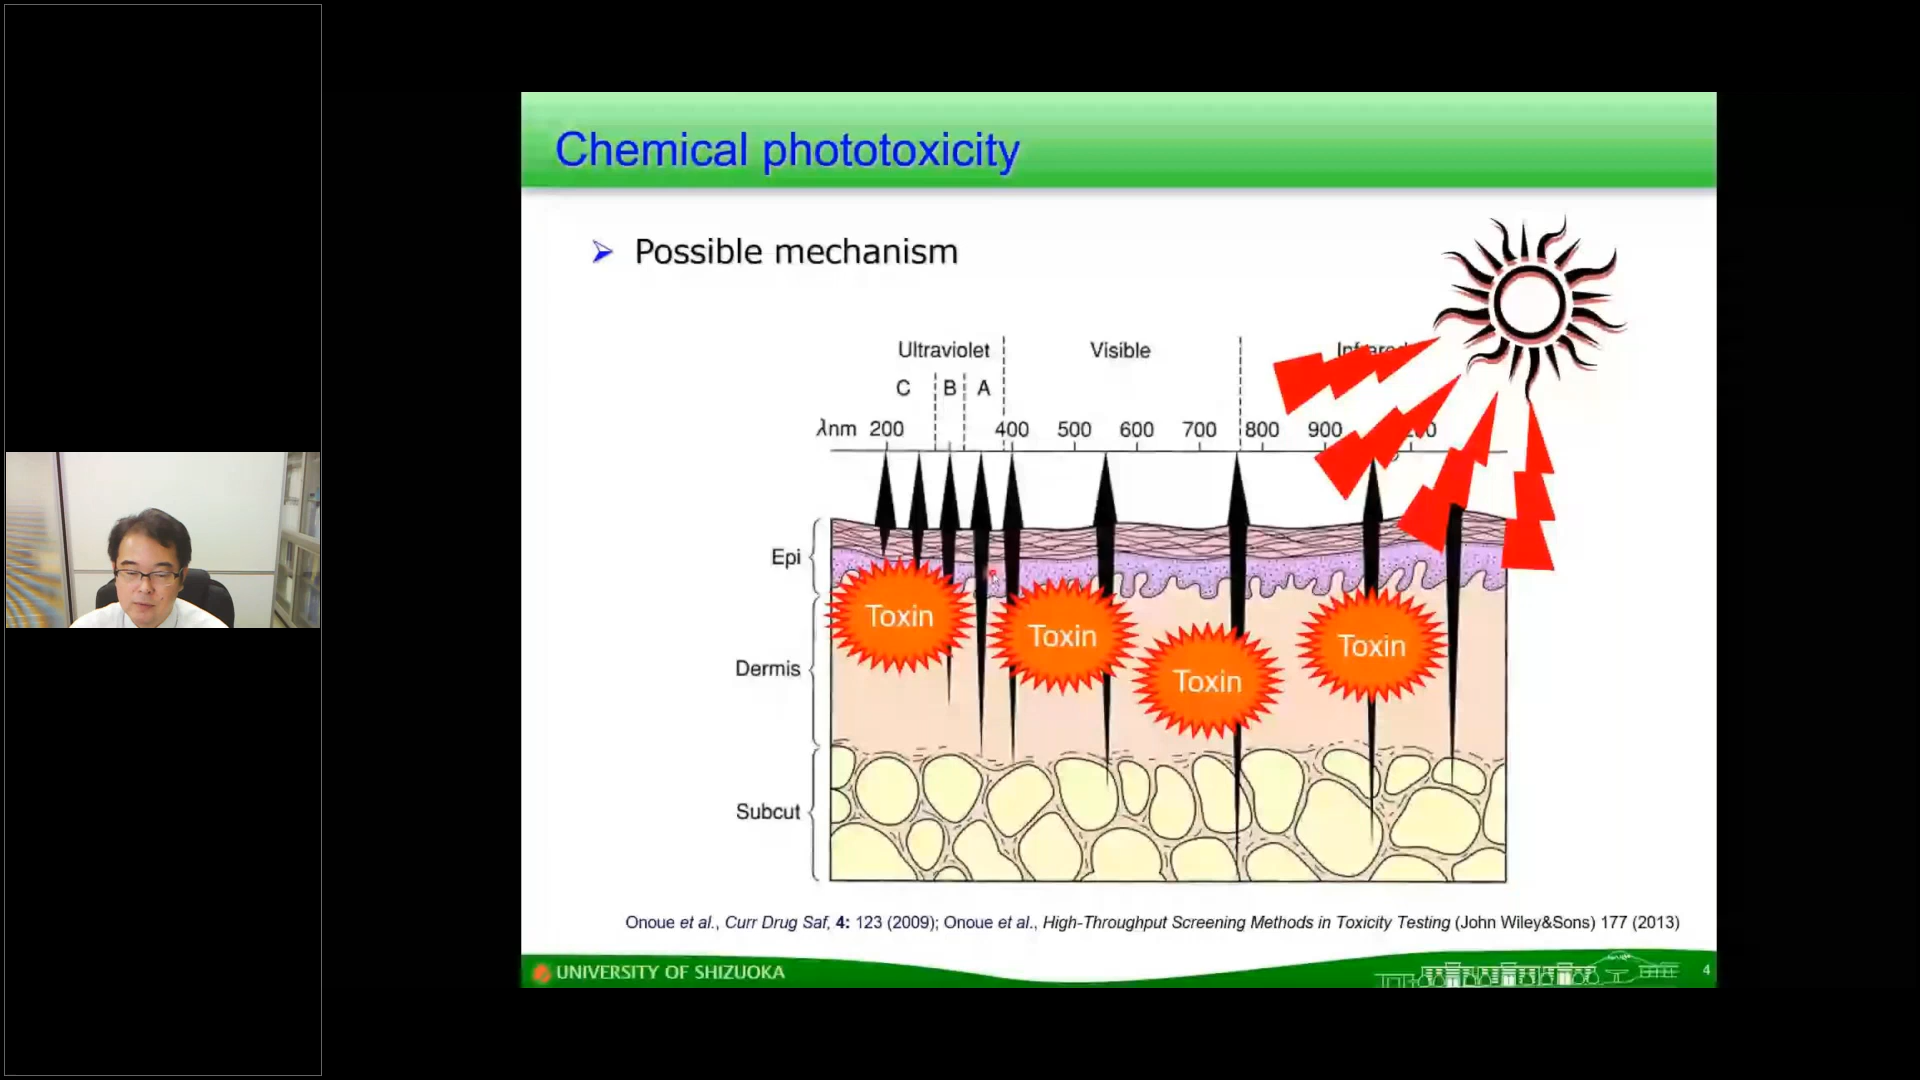 Chemical phototoxicity
Possible mechanism
Ultraviolet Visible
C B A
λnm 200 400 500 600 700 800 900
Epi
Toxin
Toxin
Toxin
Toxin
Dermis
Subcut
Onoue et al., Curr Drug Saf, 4: 123 (2009); Onoue et al., High-Throughput Screening Methods in Toxicity Testing (John Wiley&Sons) 177 (2013)
UNIVERSITY OF SHIZUOKA 4